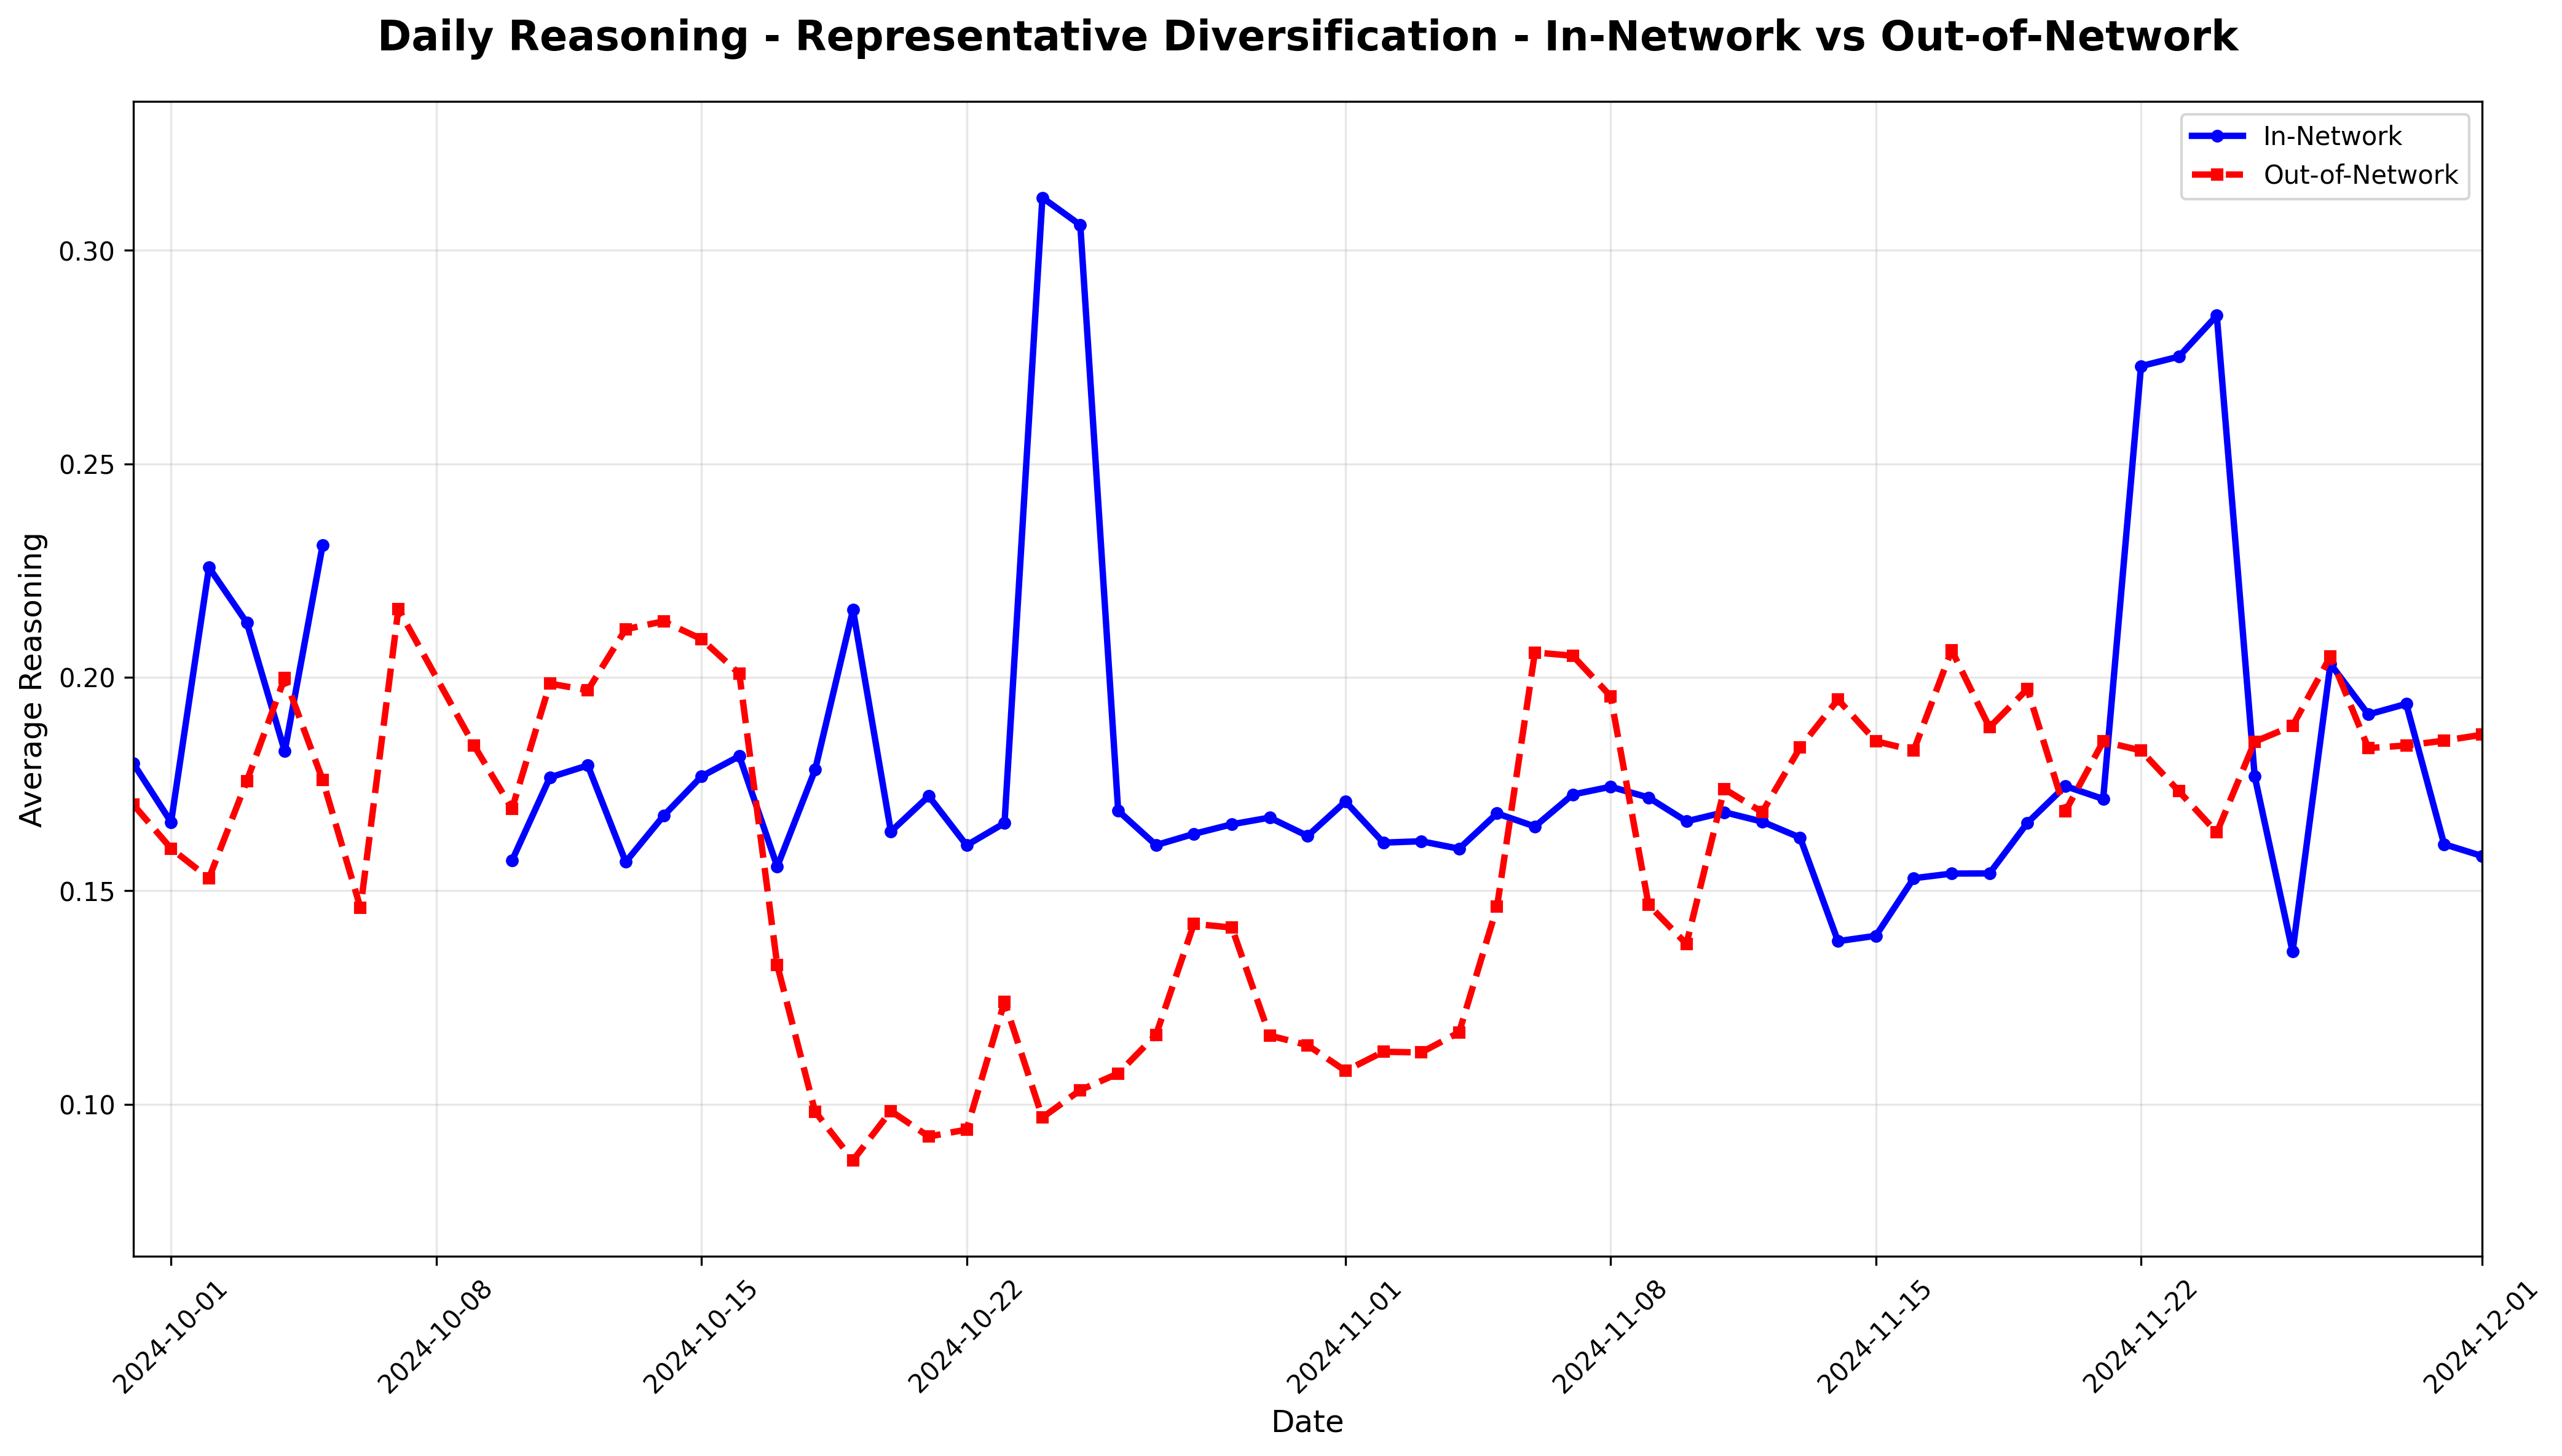 Daily Reasoning - Representative Diversification - In-Network vs Out-of-Network
In-Network
Out-of-Network
Average Reasoning
0.30
0.25
0.20
0.15
0.10
2024-10-01
2024-10-08
2024-10-15
2024-10-22
2024-11-01
2024-11-08
2024-11-15
2024-11-22
2024-12-01
Date